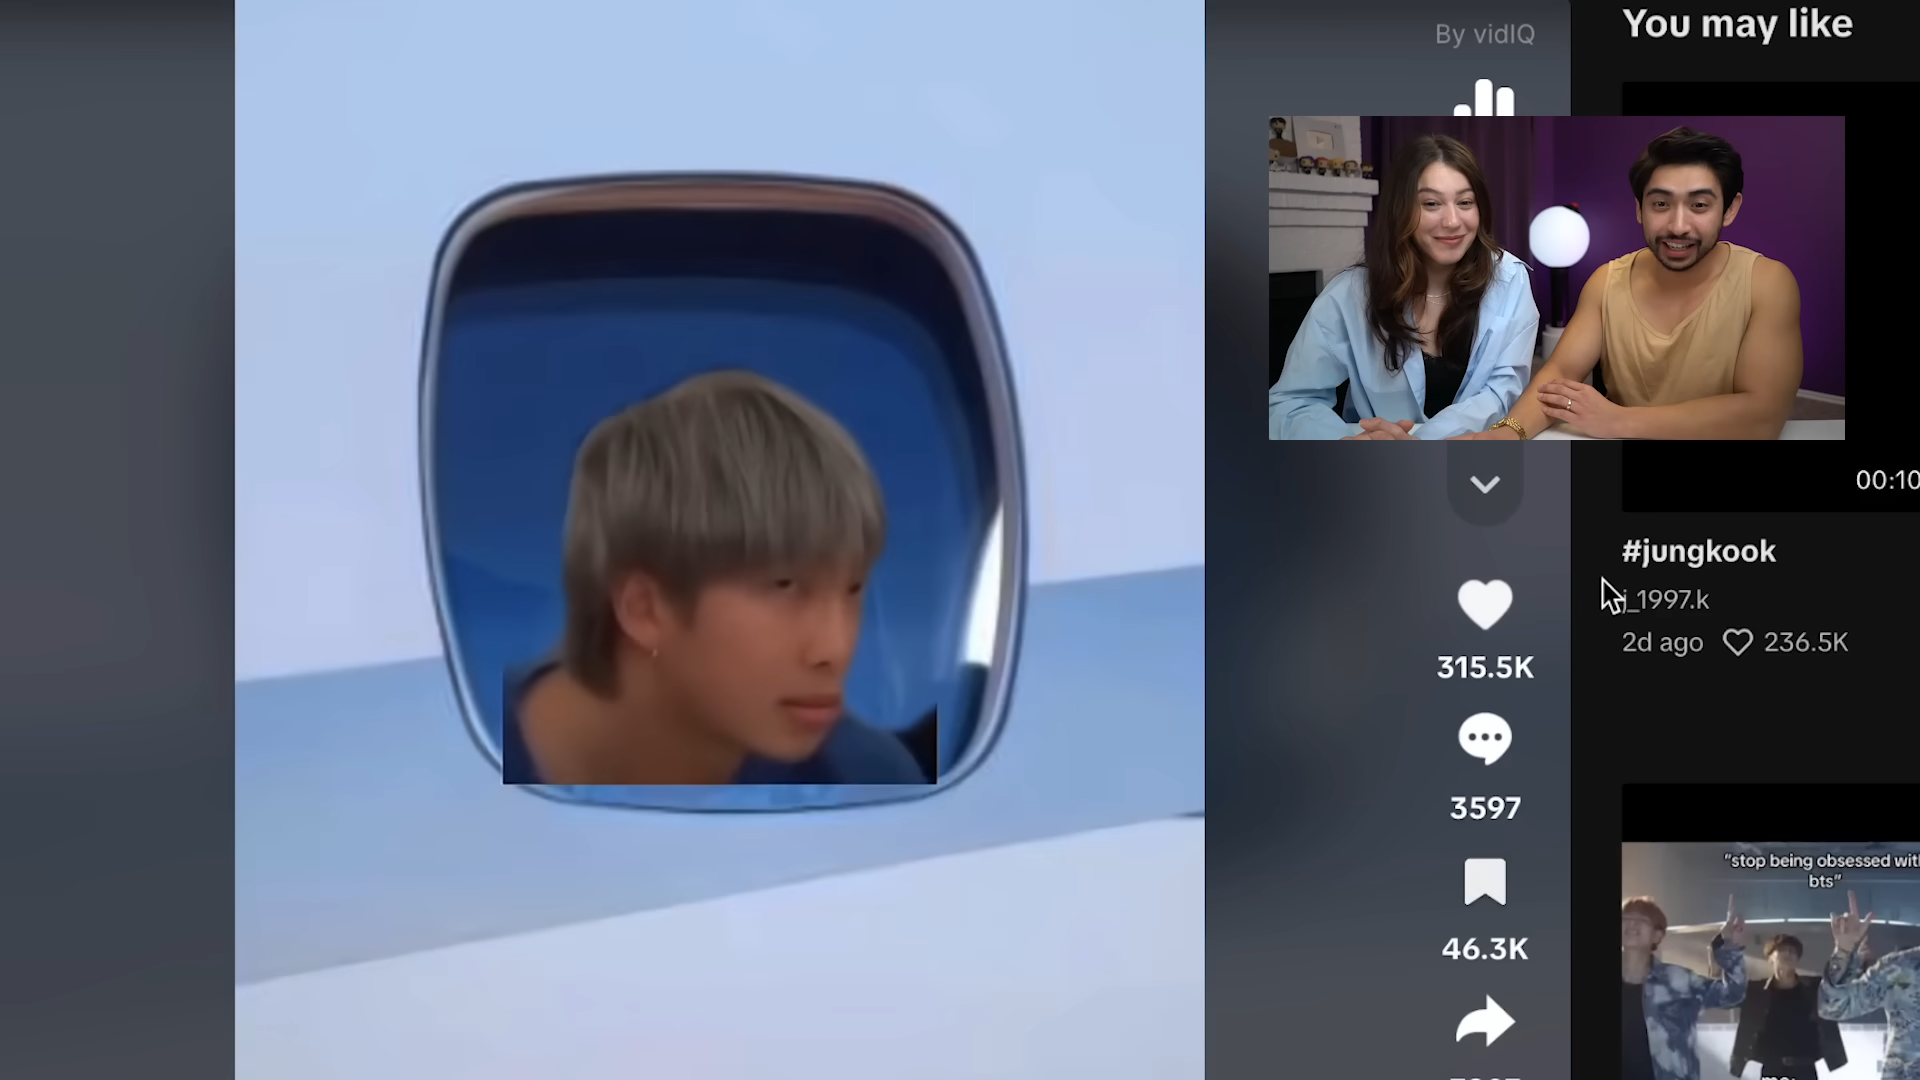 By vidIQ
You may like
00:10
#jungkook
j_1997.k
2d ago 236.5K
315.5K
3597
46.3K
"stop being obsessed with
bts"